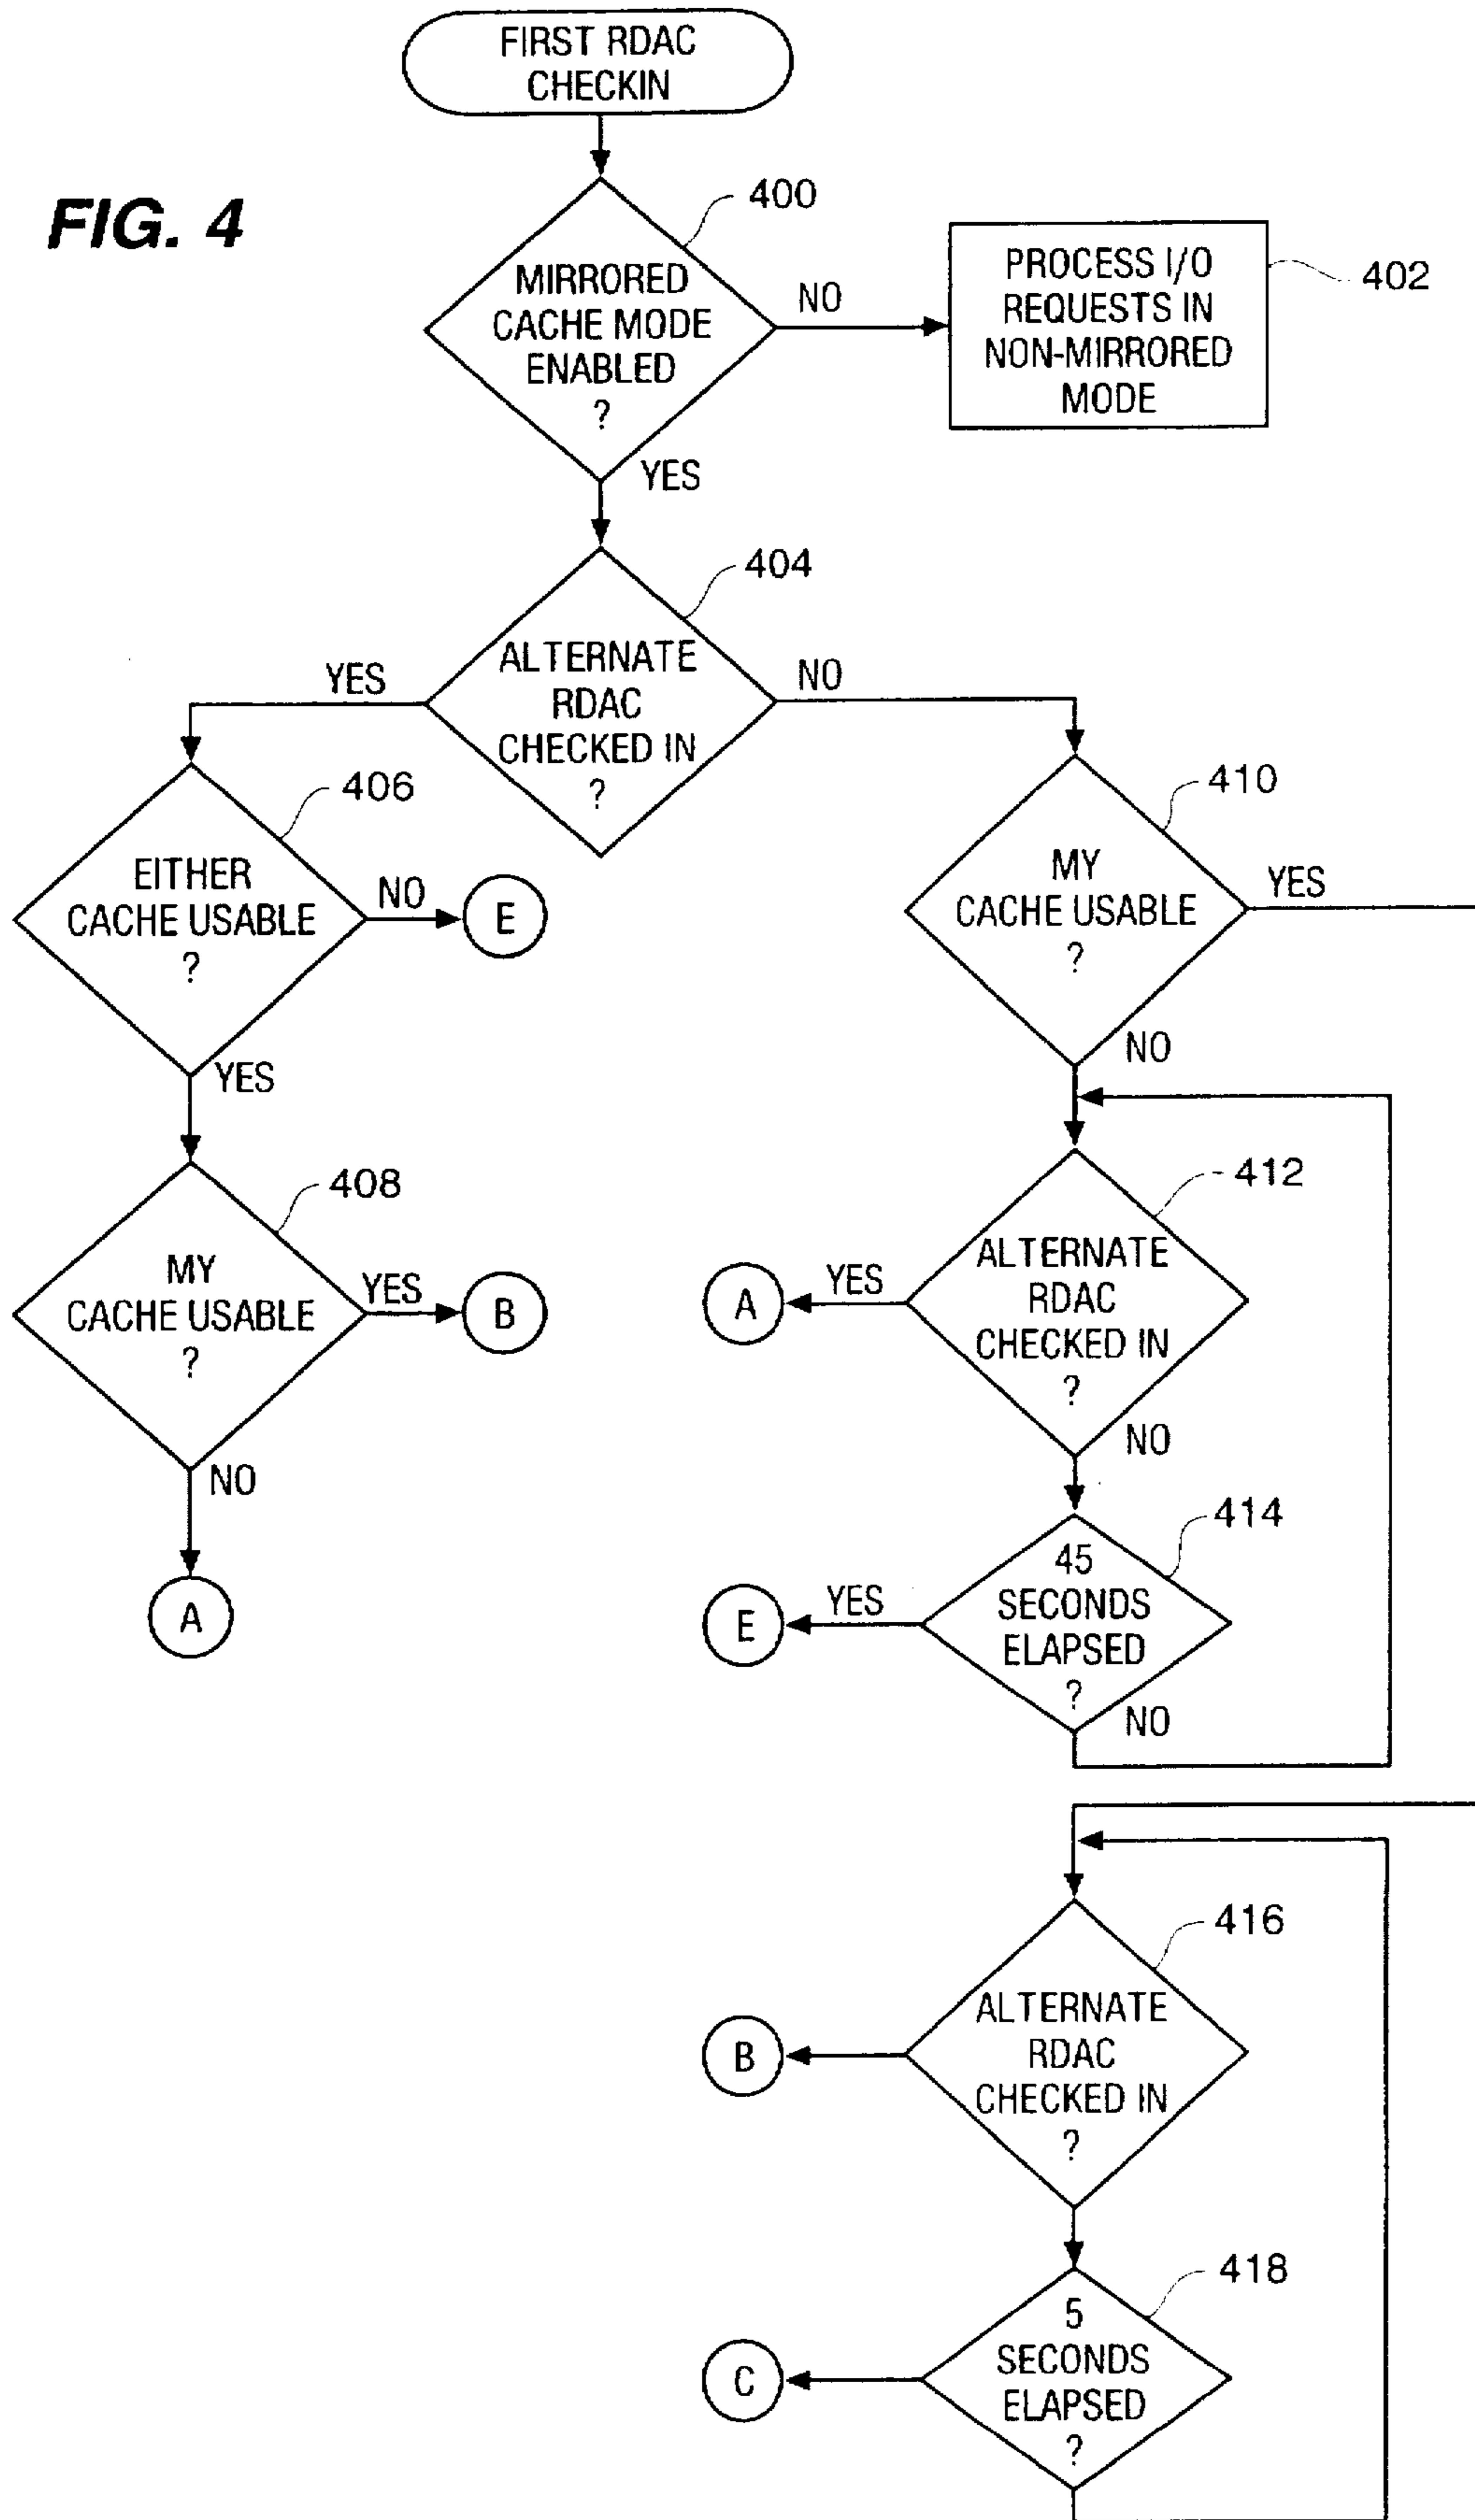 FIRST RDAC
CHECKIN
FIG. 4
400
MIRRORED
CACHE MODE
ENABLED
?
NO
PROCESS I/O
REQUESTS IN
NON-MIRRORED
MODE
402
YES
404
ALTERNATE
RDAC
CHECKED IN
?
YES
NO
406
EITHER
CACHE USABLE
?
NO
E
YES
410
MY
CACHE USABLE
?
YES
NO
408
MY
CACHE USABLE
?
YES
B
NO
A
412
ALTERNATE
RDAC
CHECKED IN
?
YES
A
NO
414
45
SECONDS
ELAPSED
?
YES
E
NO
416
ALTERNATE
RDAC
CHECKED IN
?
B
418
5
SECONDS
ELAPSED
?
C